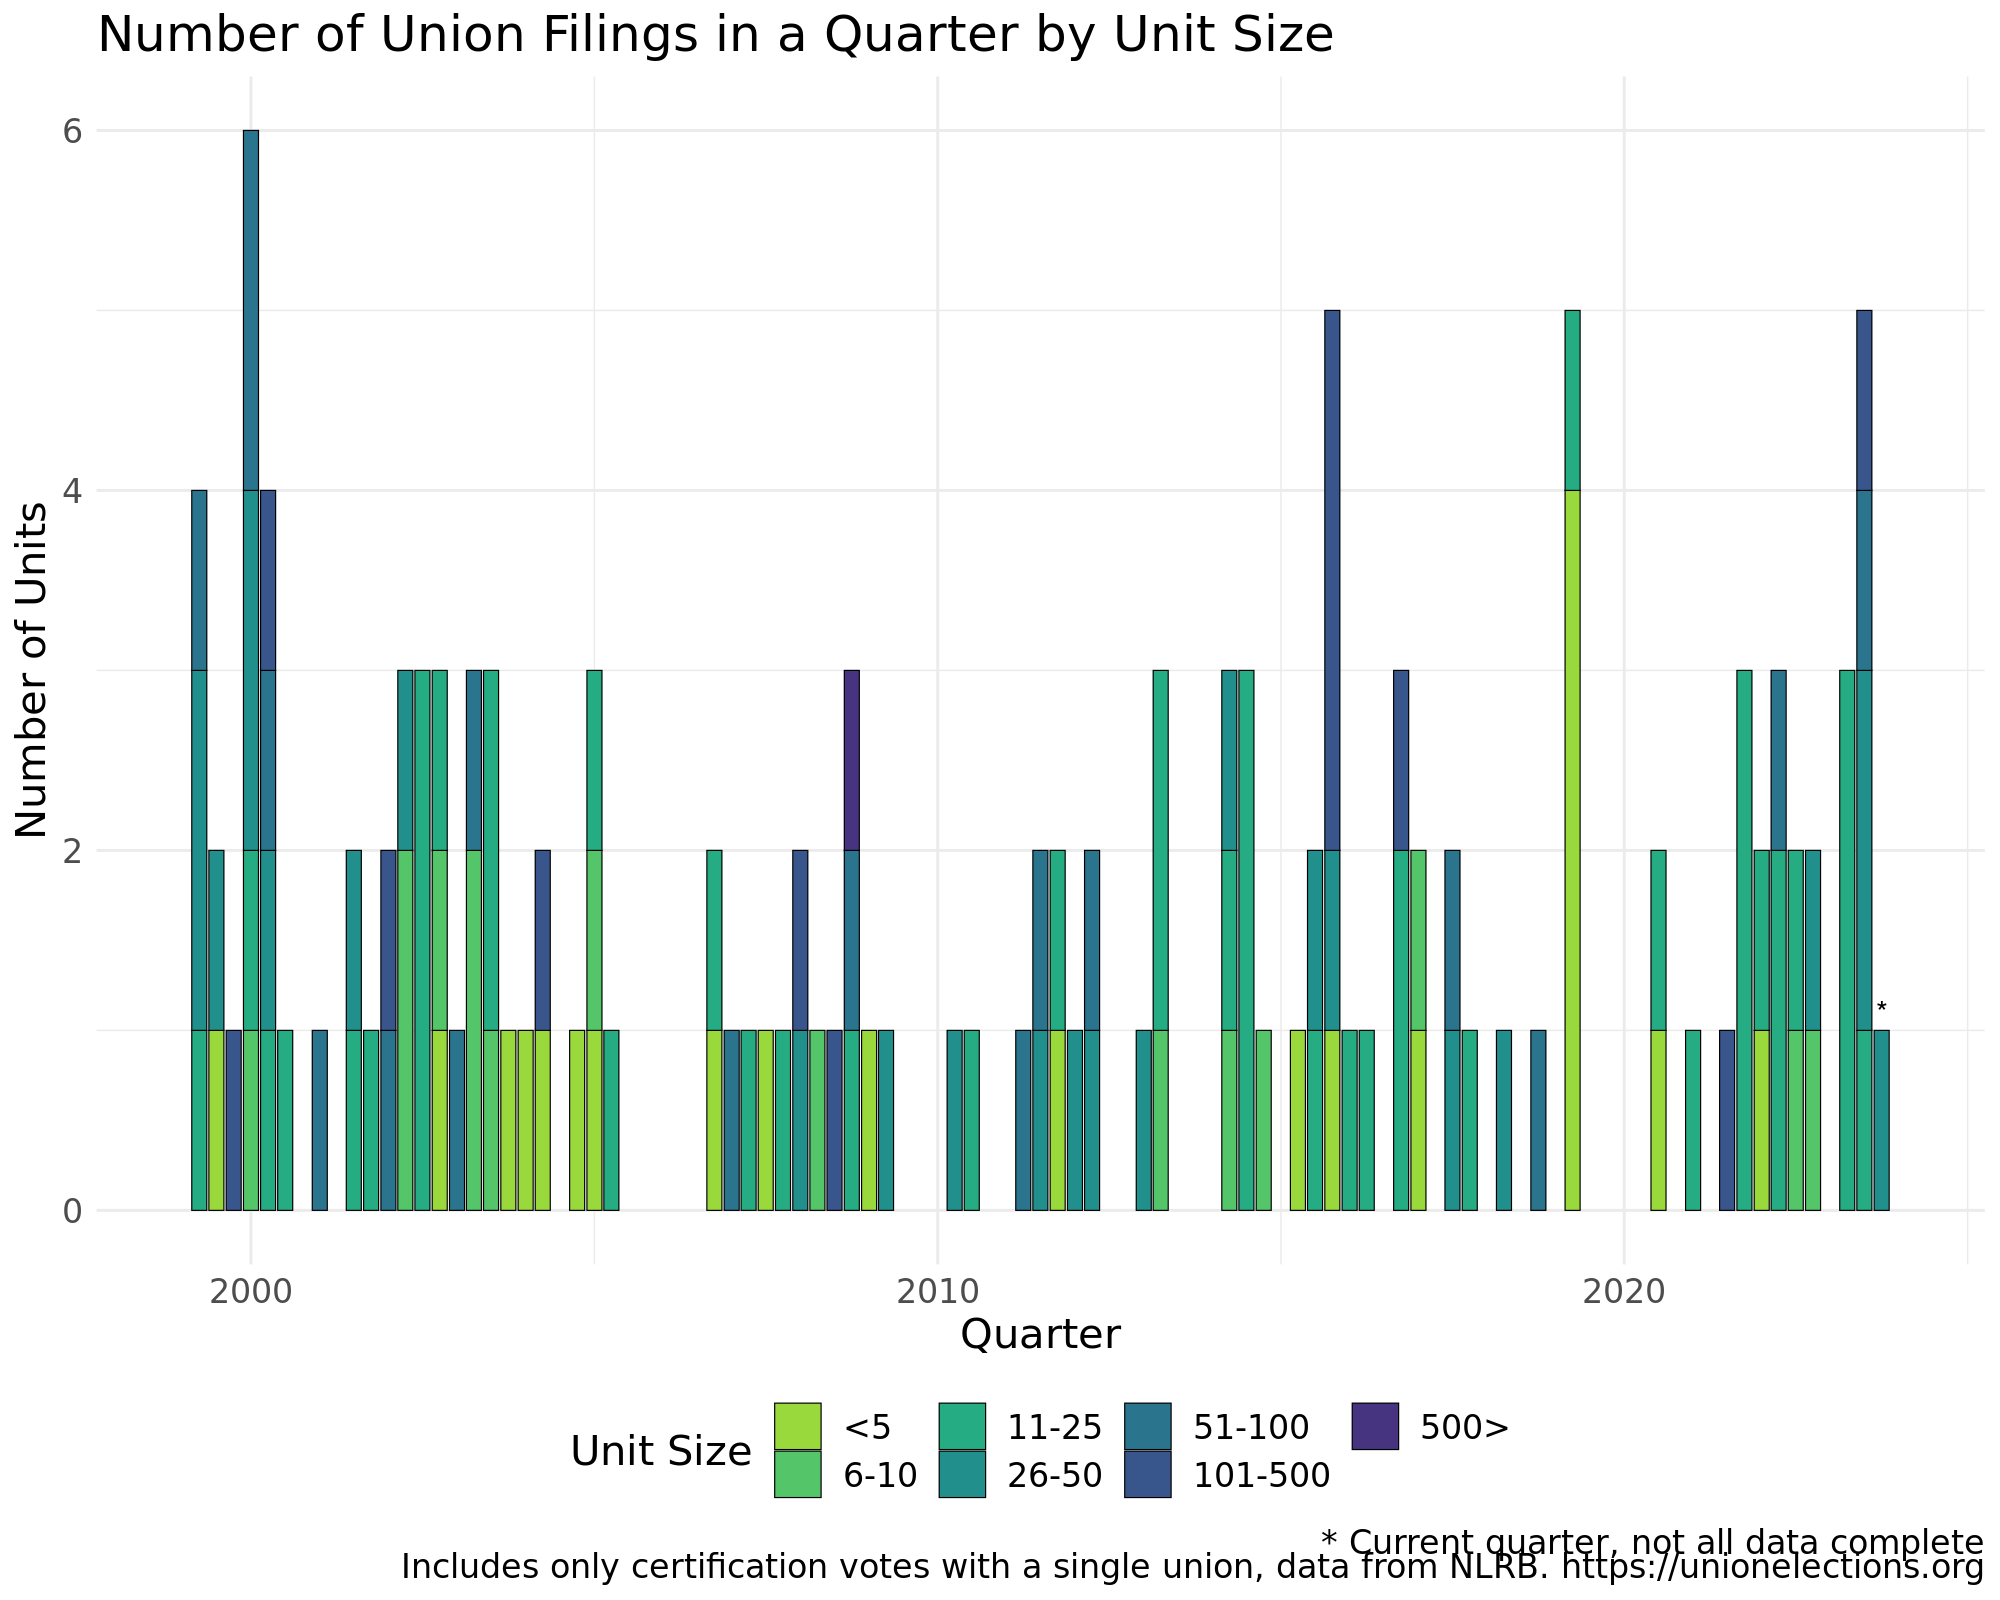 Number of Union Filings in a Quarter by Unit Size
Number of Units
6
4
2
0
*
2000 2010 2020
Quarter
Unit Size
<5 11-25 51-100 500>
6-10 26-50 101-500
* Current quarter, not all data complete
Includes only certification votes with a single union, data from NLRB. https://unionelections.org